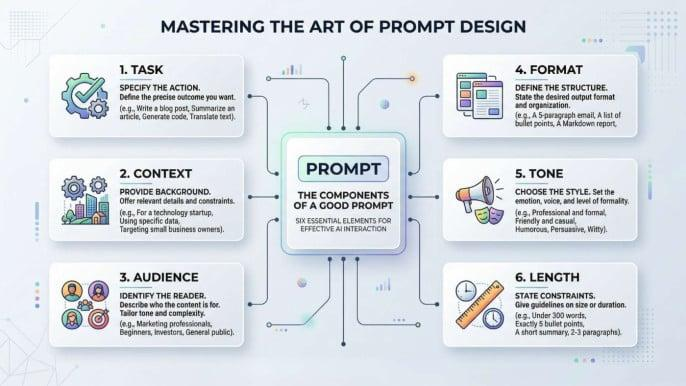 MASTERING THE ART OF PROMPT DESIGN
1. TASK
SPECIFY THE ACTION.
Define the precise outcome you want.
(e.g., Write a blog post, Summarize an
article, Generate code, Translate text).
2. CONTEXT
PROVIDE BACKGROUND.
Offer relevant details and constraints.
(e.g., For a technology startup,
Using specific data,
Targeting small business owners).
3. AUDIENCE
IDENTIFY THE READER.
Describe who the content is for.
Tailor tone and complexity.
(e.g., Marketing professionals,
Beginners, Investors, General public).
PROMPT
THE COMPONENTS
OF A GOOD PROMPT
SIX ESSENTIAL ELEMENTS FOR
EFFECTIVE AI INTERACTION
4. FORMAT
DEFINE THE STRUCTURE.
State the desired output format
and organization.
(e.g., A 5-paragraph email, A list of
bullet points, A Markdown report,
5. TONE
CHOOSE THE STYLE. Set the
emotion, voice, and level of formality.
(e.g., Professional and formal,
Friendly and casual,
Humorous, Persuasive, Witty).
6. LENGTH
STATE CONSTRAINTS.
Give guidelines on size or duration.
(e.g., Under 300 words,
Exactly 5 bullet points,
A short summary, 2-3 paragraphs).